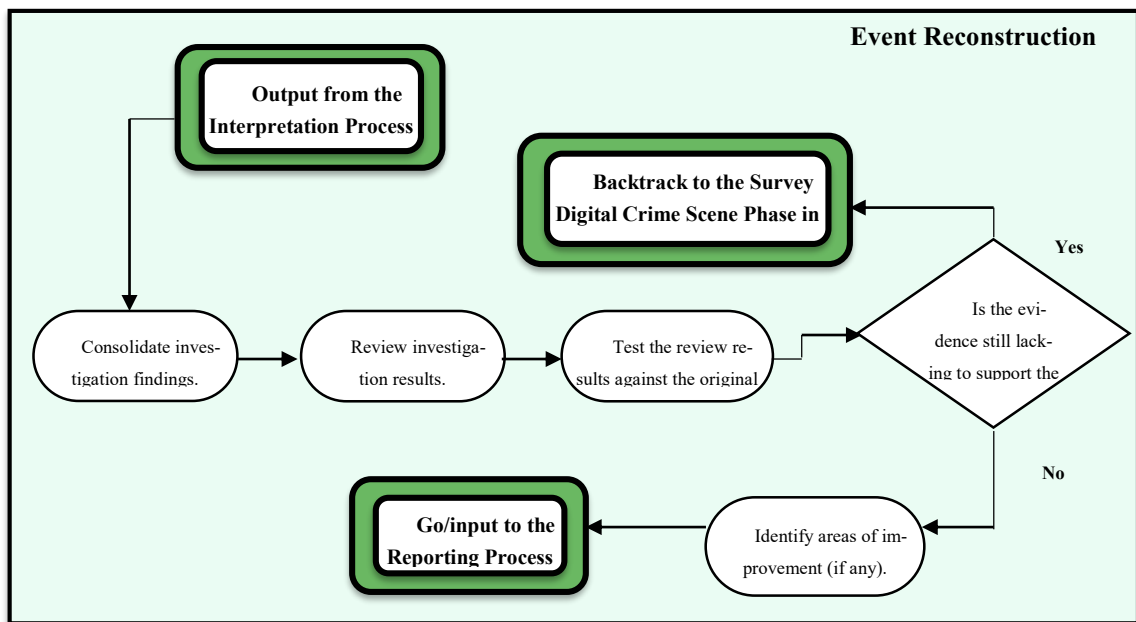 Event Reconstruction
Output from the
Interpretation Process
Backtrack to the Survey
Digital Crime Scene Phase in
Yes
Consolidate inves-
tigation findings.
Review investiga-
tion results.
Test the review re-
sults against the original
Is the evi-
dence still lack-
ing to support the
No
Go/input to the
Reporting Process
Identify areas of im-
provement (if any).